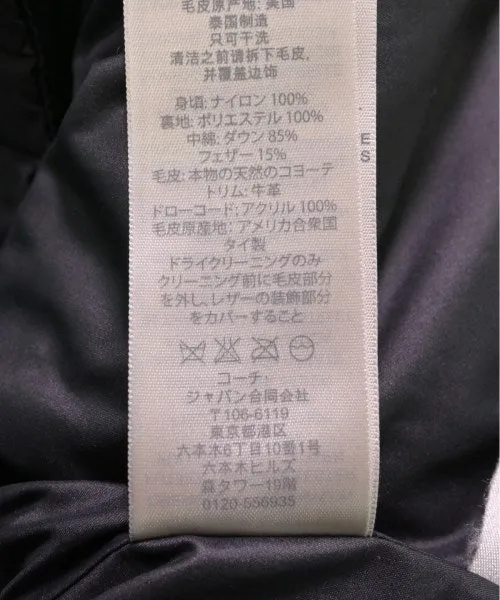 毛皮原产地: 美国
泰国制造
只可干洗
清洁之前请拆下毛皮,
并覆盖边饰
身頃: ナイロン 100%
裏地: ポリエステル 100%
中綿: ダウン 85%
フェザー 15%
毛皮: 本物の天然のコヨーテ
トリム: 牛革
ドローコード: アクリル 100%
毛皮原産地: アメリカ合衆国
タイ製
ドライクリーニングのみ
クリーニング前に毛皮部分
を外し、レザーの装飾部分
をカバーすること
コーチ・
ジャパン合同会社
〒106-6119
東京都港区
六本木6丁目10番1号
六本木ヒルズ
森タワー19階
0120-556935
E
S